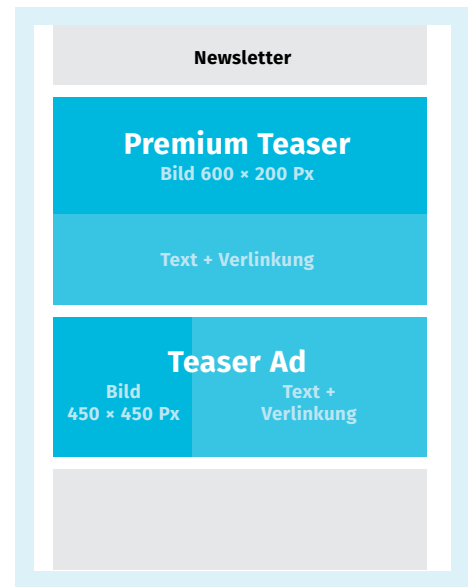 Newsletter
Premium Teaser
Bild 600 × 200 Px
Text + Verlinkung
Teaser Ad
Bild
450 × 450 Px
Text +
Verlinkung